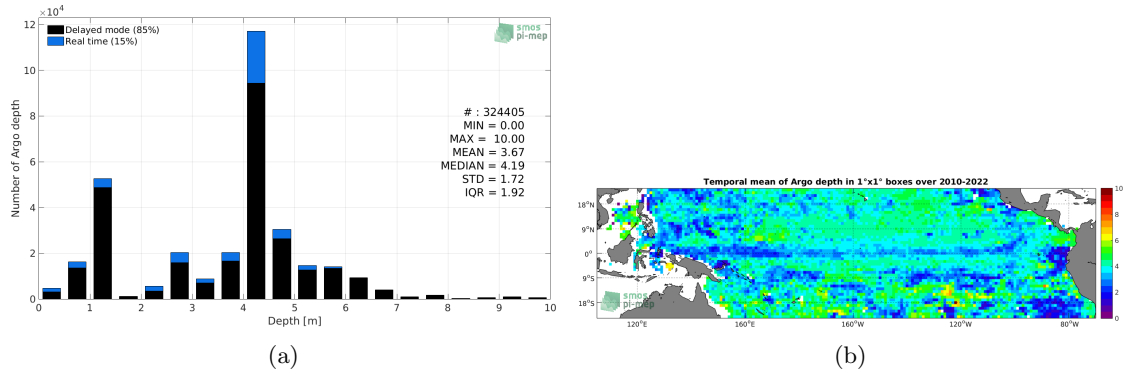 ×10⁴
12
10
8
6
4
2
0
Number of Argo depth
Delayed mode (85%)
Real time (15%)
smos
pi-mep
# : 324405
MIN = 0.00
MAX = 10.00
MEAN = 3.67
MEDIAN = 4.19
STD = 1.72
IQR = 1.92
0 1 2 3 4 5 6 7 8 9 10
Depth [m]
(a)
Temporal mean of Argo depth in 1°x1° boxes over 2010-2022
18°N
9°N
0°
9°S
18°S
smos
pi-mep
120°E 160°E 160°W 120°W 80°W
10
8
6
4
2
0
(b)